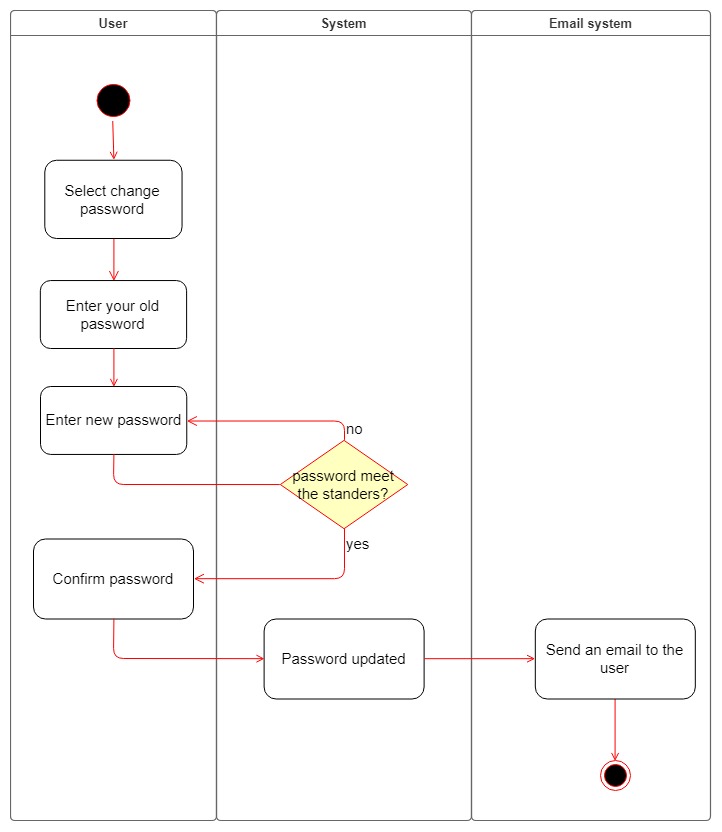 User
System
Email system
Select change
password
Enter your old
password
Enter new password
no
password meet
the standers?
yes
Confirm password
Password updated
Send an email to the
user